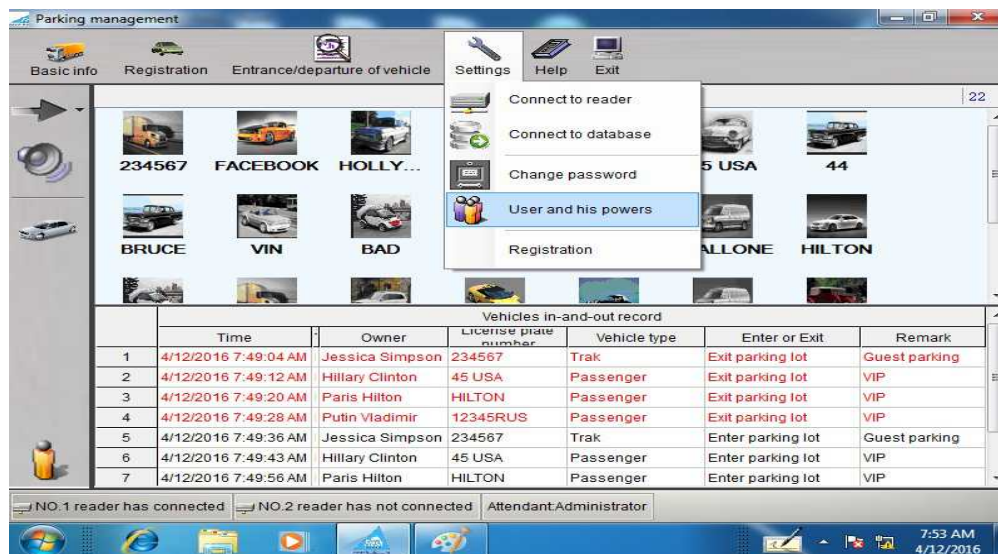 Parking management
Basic info Registration Entrance/departure of vehicle Settings Help Exit
22
Connect to reader
Connect to database
Change password
User and his powers
Registration
234567 FACEBOOK HOLLY... 5 USA 44
BRUCE VIN BAD ALLONE HILTON
Vehicles in-and-out record
Time Owner License plate number Vehicle type Enter or Exit Remark
1 4/12/2016 7:49:04 AM Jessica Simpson 234567 Trak Exit parking lot Guest parking
2 4/12/2016 7:49:12 AM Hillary Clinton 45 USA Passenger Exit parking lot VIP
3 4/12/2016 7:49:20 AM Paris Hilton HILTON Passenger Exit parking lot VIP
4 4/12/2016 7:49:28 AM Putin Vladimir 12345RUS Passenger Exit parking lot VIP
5 4/12/2016 7:49:36 AM Jessica Simpson 234567 Trak Enter parking lot Guest parking
6 4/12/2016 7:49:43 AM Hillary Clinton 45 USA Passenger Enter parking lot VIP
7 4/12/2016 7:49:56 AM Paris Hilton HILTON Passenger Enter parking lot VIP
NO.1 reader has connected NO.2 reader has not connected Attendant:Administrator
7:53 AM
4/12/2016